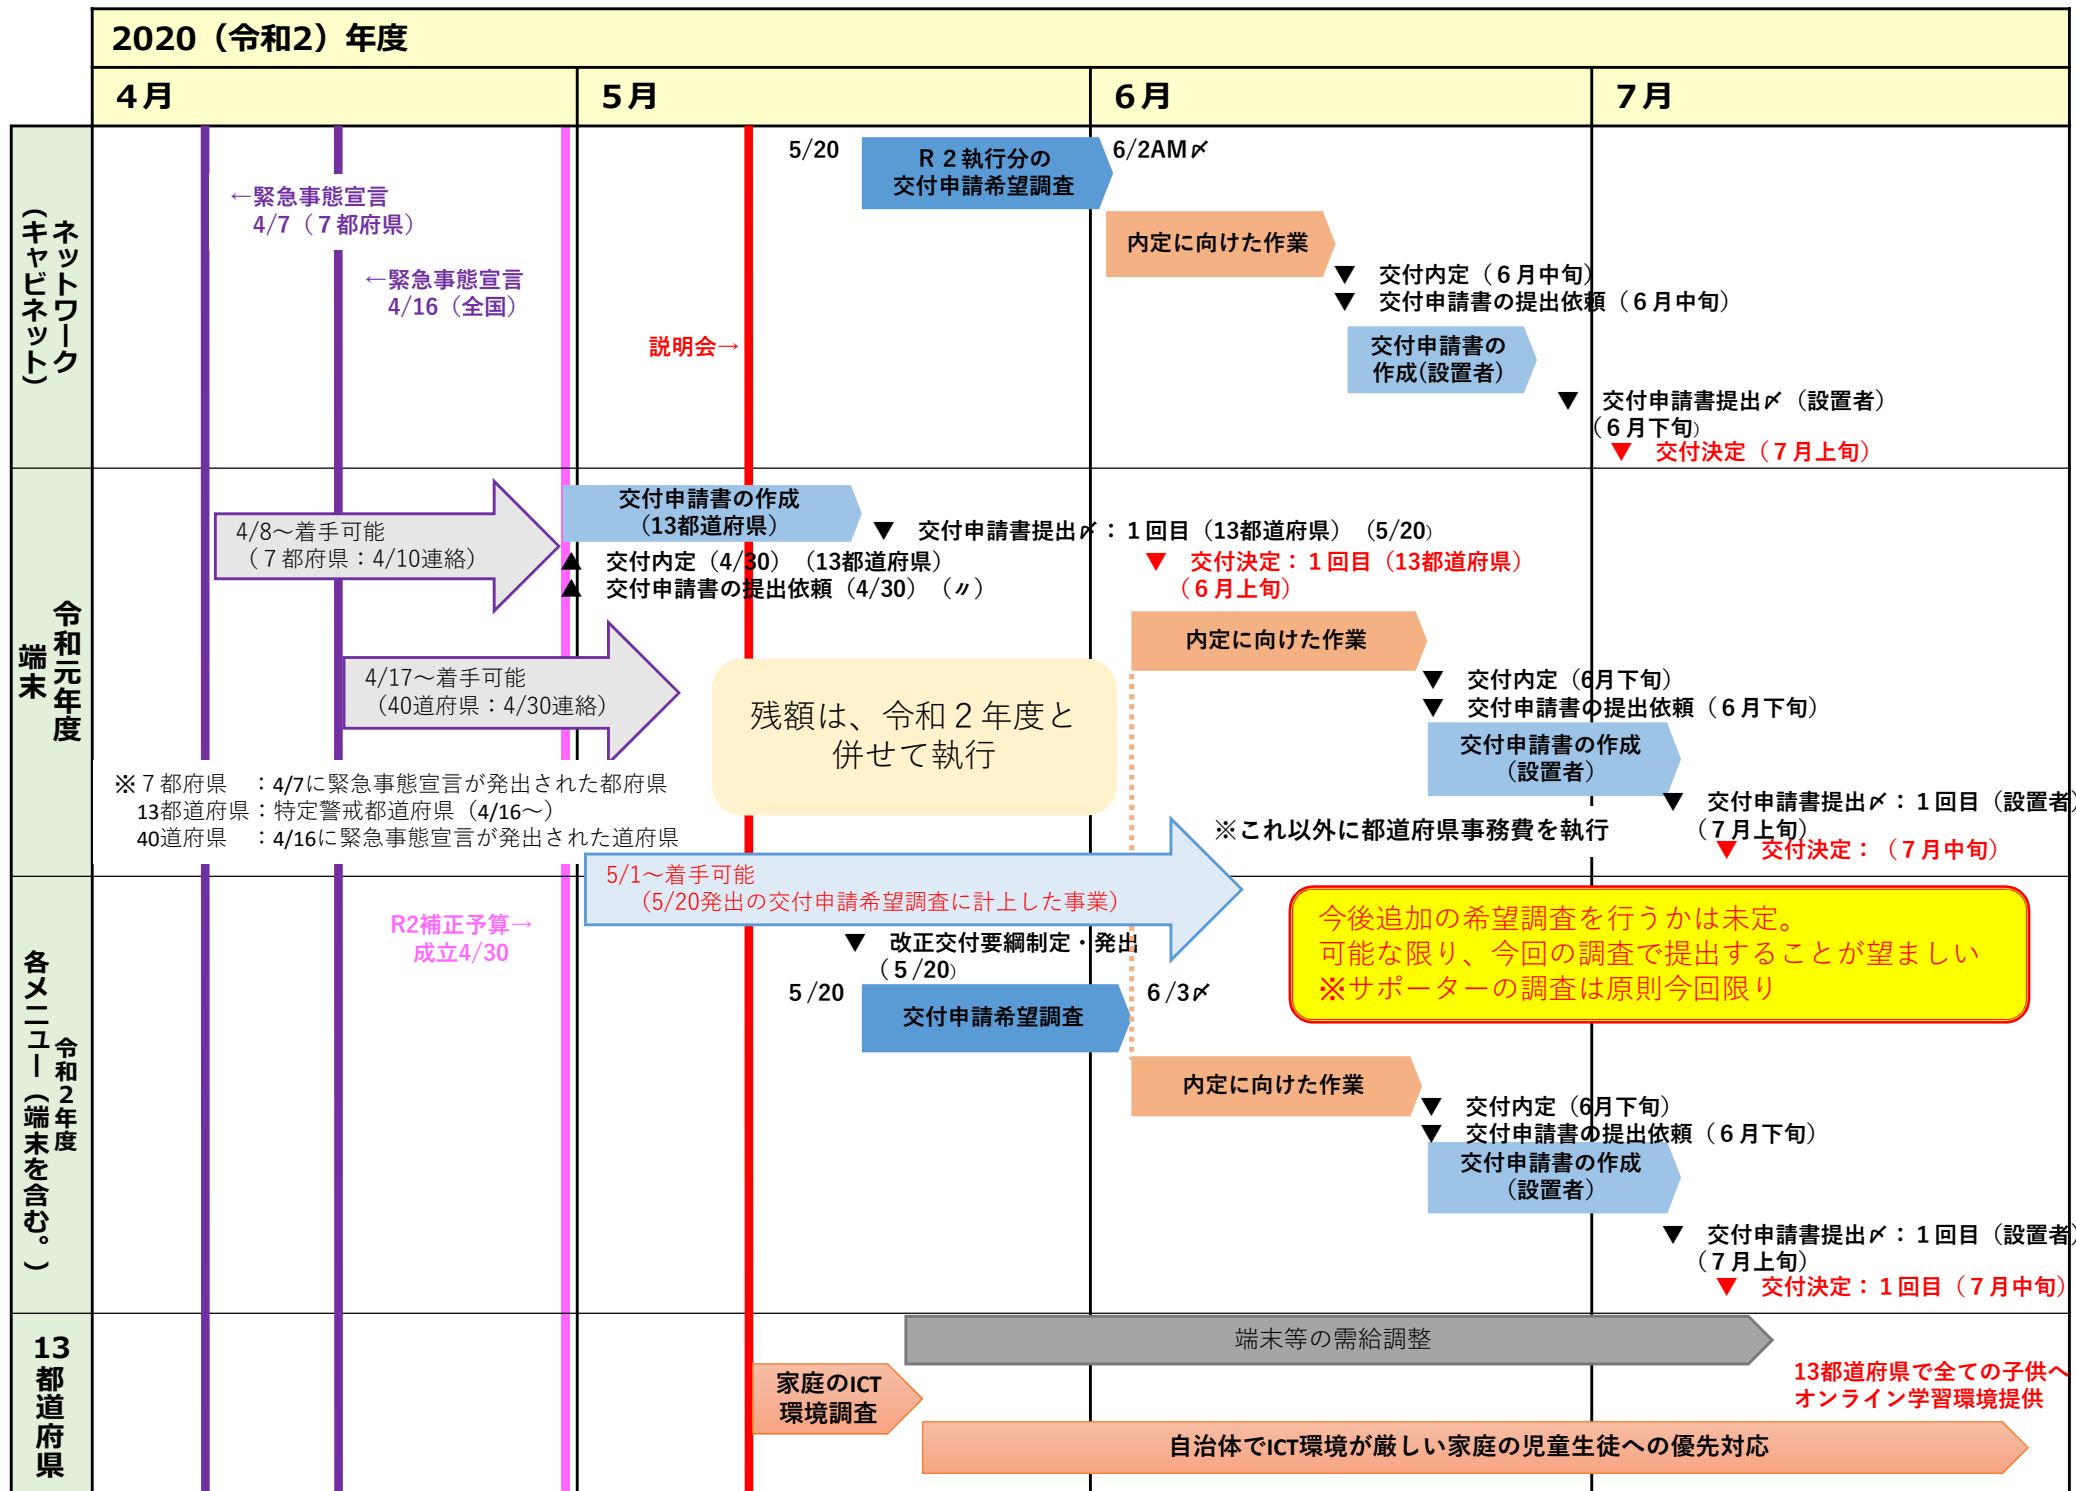 2020（令和2）年度
４月
５月
６月
７月
ネットワーク
（キャビネット）
←緊急事態宣言
4/7（７都府県）
←緊急事態宣言
4/16（全国）
説明会→
5/20
R２執行分の
交付申請希望調査
6/2AM〆
内定に向けた作業
▼ 交付内定（６月中旬）
▼ 交付申請書の提出依頼（６月中旬）
交付申請書の
作成(設置者)
▼ 交付申請書提出〆（設置者）
（６月下旬）
▼ 交付決定（７月上旬）
令和元年度
端末
4/8～着手可能
（７都府県：4/10連絡）
交付申請書の作成
（13都道府県）
▼ 交付申請書提出〆：１回目（13都道府県）（5/20）
▲ 交付内定（4/30）（13都道府県）
▲ 交付申請書の提出依頼（4/30）（〃）
▼ 交付決定：１回目（13都道府県）
（６月上旬）
4/17～着手可能
（40道府県：4/30連絡）
残額は、令和２年度と
併せて執行
内定に向けた作業
▼ 交付内定（6月下旬）
▼ 交付申請書の提出依頼（６月下旬）
交付申請書の作成
（設置者）
▼ 交付申請書提出〆：１回目（設置者）
（７月上旬）
▼ 交付決定：（７月中旬）
※これ以外に都道府県事務費を執行
※７都府県 ：4/7に緊急事態宣言が発出された都府県
13都道府県：特定警戒都道府県（4/16～）
40道府県 ：4/16に緊急事態宣言が発出された道府県
令和２年度
各メニュー（端末を含む。）
5/1～着手可能
（5/20発出の交付申請希望調査に計上した事業）
R2補正予算→
成立4/30
▼ 改正交付要綱制定・発出
（５/20）
5/20
交付申請希望調査
６/3〆
今後追加の希望調査を行うかは未定。
可能な限り、今回の調査で提出することが望ましい
※サポーターの調査は原則今回限り
内定に向けた作業
▼ 交付内定（6月下旬）
▼ 交付申請書の提出依頼（６月下旬）
交付申請書の作成
（設置者）
▼ 交付申請書提出〆：１回目（設置者）
（７月上旬）
▼ 交付決定：１回目（７月中旬）
13都道府県
端末等の需給調整
家庭のICT
環境調査
13都道府県で全ての子供へ
オンライン学習環境提供
自治体でICT環境が厳しい家庭の児童生徒への優先対応